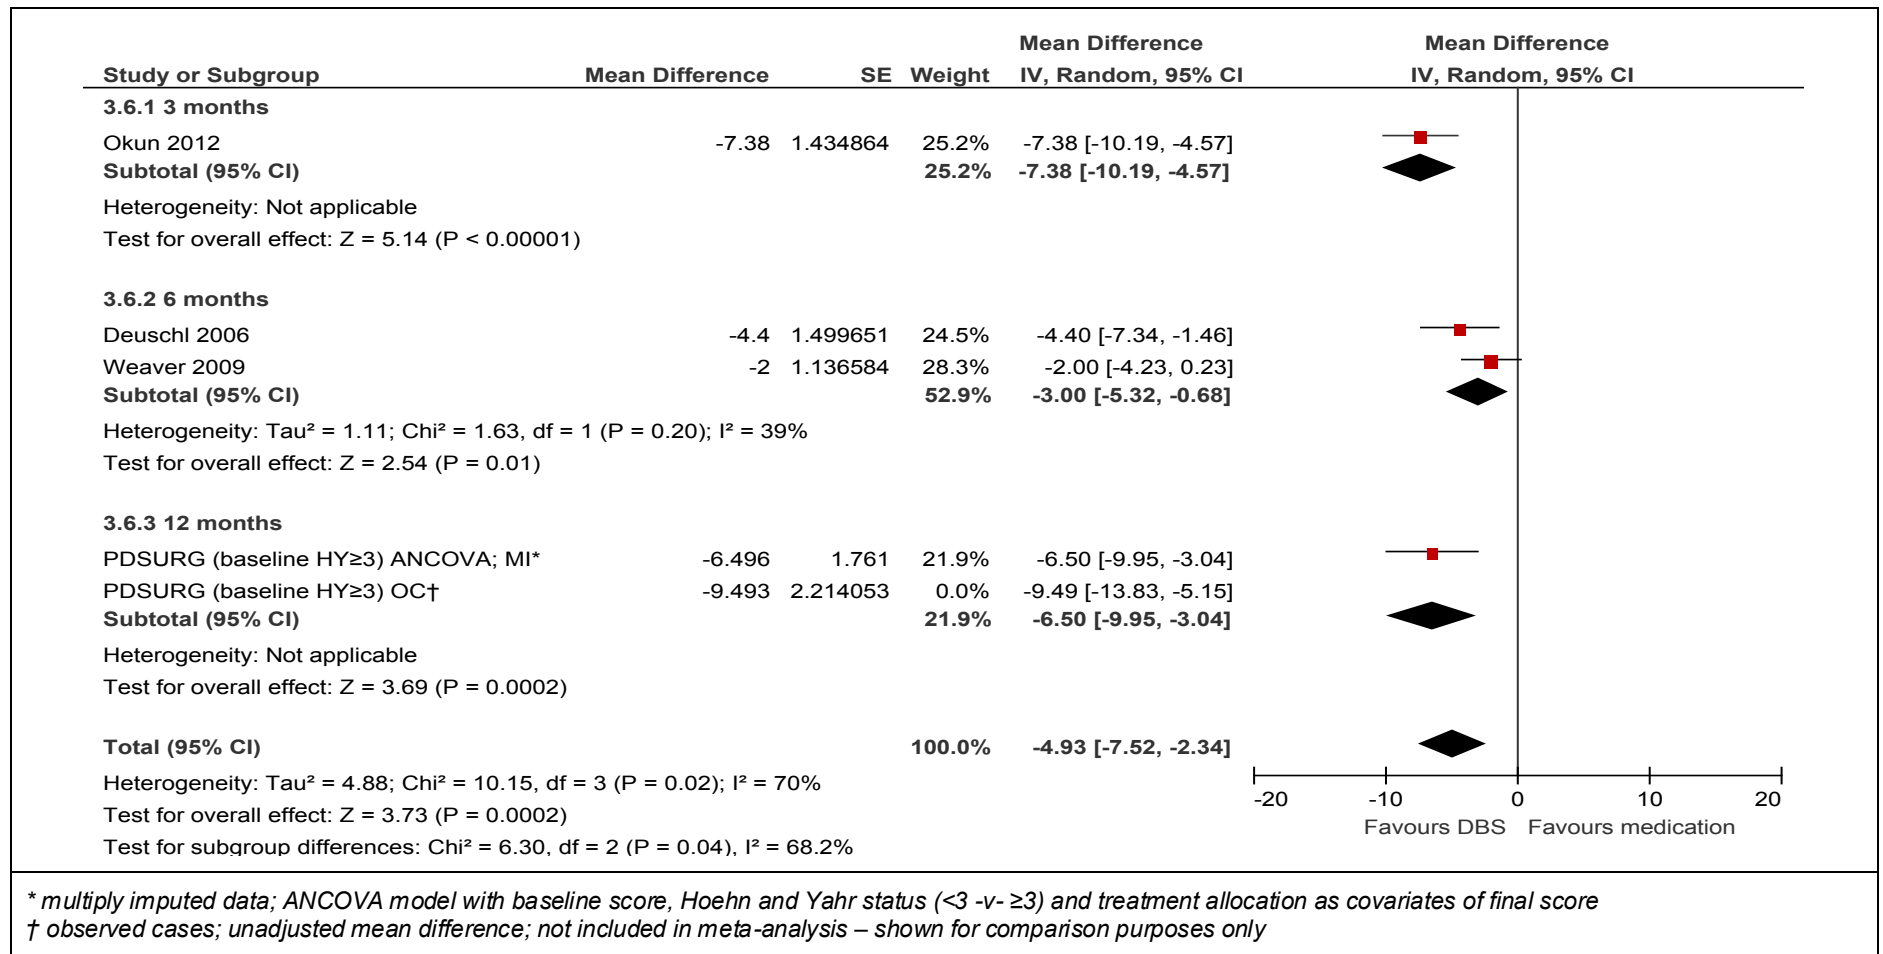 Mean Difference Mean Difference
Study or Subgroup Mean Difference SE Weight IV, Random, 95% CI IV, Random, 95% CI
3.6.1 3 months
Okun 2012 -7.38 1.434864 25.2% -7.38 [-10.19, -4.57]
Subtotal (95% CI) 25.2% -7.38 [-10.19, -4.57]
Heterogeneity: Not applicable
Test for overall effect: Z = 5.14 (P < 0.00001)
3.6.2 6 months
Deuschl 2006 -4.4 1.499651 24.5% -4.40 [-7.34, -1.46]
Weaver 2009 -2 1.136584 28.3% -2.00 [-4.23, 0.23]
Subtotal (95% CI) 52.9% -3.00 [-5.32, -0.68]
Heterogeneity: Tau² = 1.11; Chi² = 1.63, df = 1 (P = 0.20); I² = 39%
Test for overall effect: Z = 2.54 (P = 0.01)
3.6.3 12 months
PDSURG (baseline HY≥3) ANCOVA; MI* -6.496 1.761 21.9% -6.50 [-9.95, -3.04]
PDSURG (baseline HY≥3) OC† -9.493 2.214053 0.0% -9.49 [-13.83, -5.15]
Subtotal (95% CI) 21.9% -6.50 [-9.95, -3.04]
Heterogeneity: Not applicable
Test for overall effect: Z = 3.69 (P = 0.0002)
Total (95% CI) 100.0% -4.93 [-7.52, -2.34]
Heterogeneity: Tau² = 4.88; Chi² = 10.15, df = 3 (P = 0.02); I² = 70%
Test for overall effect: Z = 3.73 (P = 0.0002)
Test for subgroup differences: Chi² = 6.30, df = 2 (P = 0.04), I² = 68.2%
-20 -10 0 10 20
Favours DBS Favours medication
* multiply imputed data; ANCOVA model with baseline score, Hoehn and Yahr status (<3 -v- ≥3) and treatment allocation as covariates of final score
† observed cases; unadjusted mean difference; not included in meta-analysis – shown for comparison purposes only